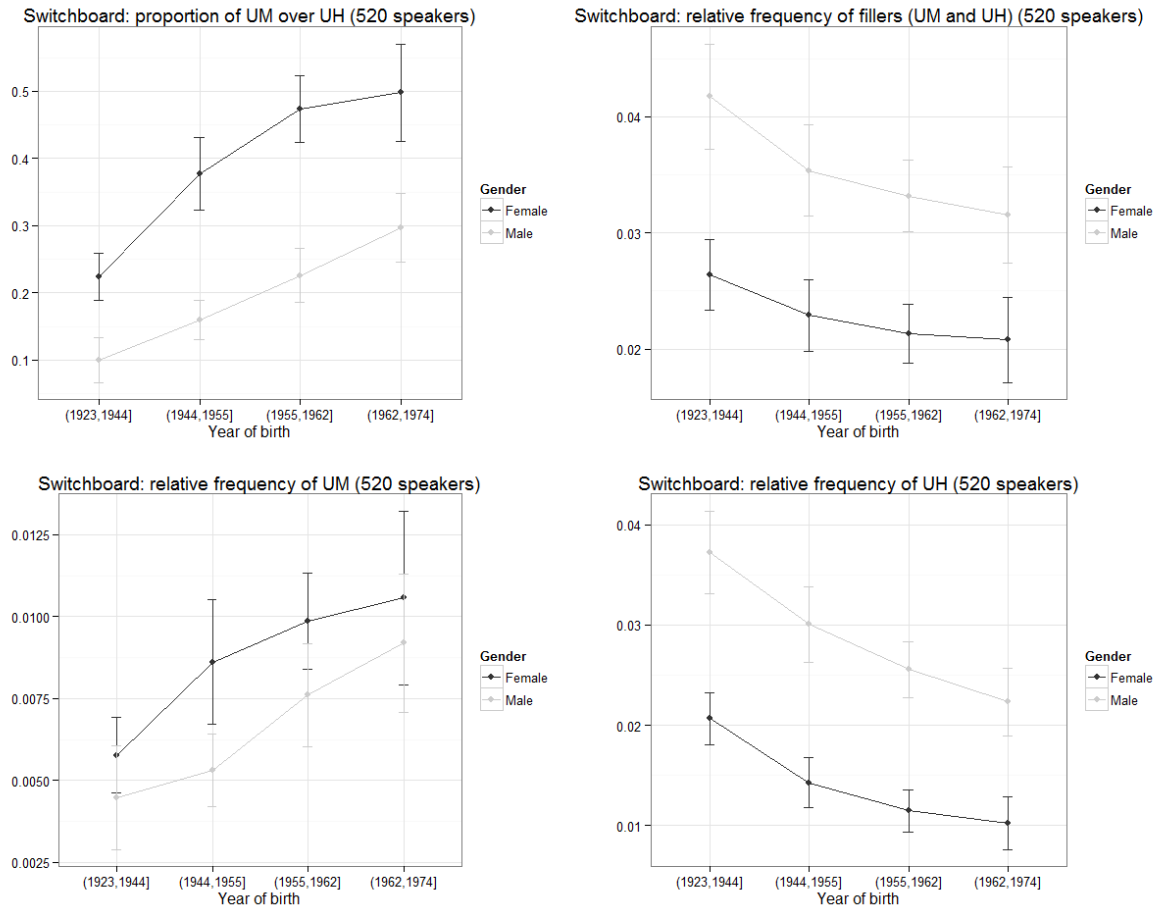 Switchboard: proportion of UM over UH (520 speakers)
0.5
0.4
0.3
0.2
0.1
(1923,1944] (1944,1955] (1955,1962] (1962,1974]
Year of birth
Gender
Female
Male
Switchboard: relative frequency of fillers (UM and UH) (520 speakers)
0.04
0.03
0.02
(1923,1944] (1944,1955] (1955,1962] (1962,1974]
Year of birth
Gender
Female
Male
Switchboard: relative frequency of UM (520 speakers)
0.0125
0.0100
0.0075
0.0050
0.0025
(1923,1944] (1944,1955] (1955,1962] (1962,1974]
Year of birth
Gender
Female
Male
Switchboard: relative frequency of UH (520 speakers)
0.04
0.03
0.02
0.01
(1923,1944] (1944,1955] (1955,1962] (1962,1974]
Year of birth
Gender
Female
Male